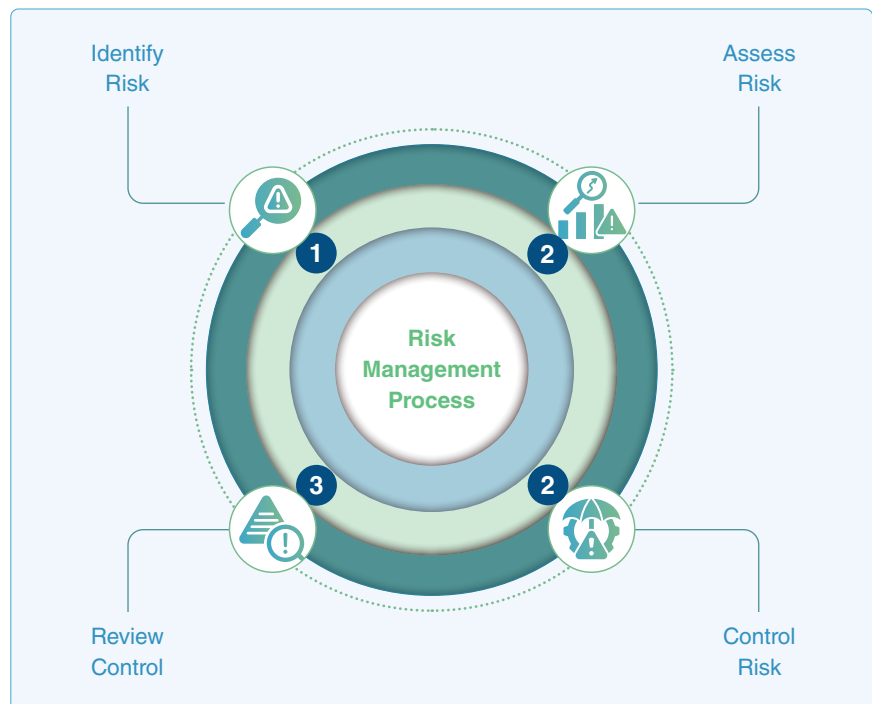 Identify
Risk
Assess
Risk
1
2
Risk
Management
Process
3
2
Review
Control
Control
Risk